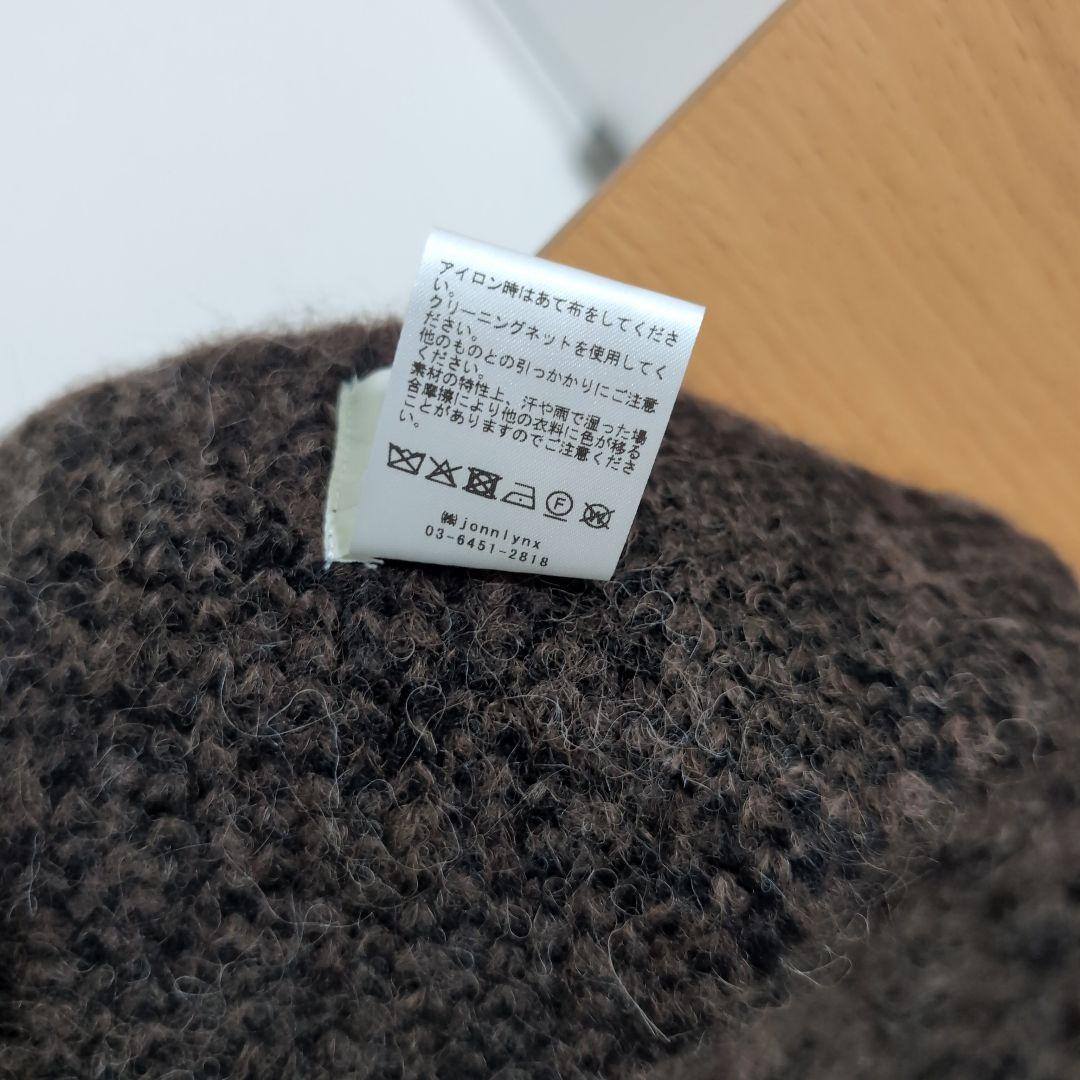 アイロン時はあて布をしてくださ
い。
クリーニングネットを使用してく
ださい。
他のものとの引っかかりにご注意
ください。
素材の特性上、汗や雨で湿った場
合摩擦により他の衣料に色が移る
ことがありますのでご注意くださ
い。
F W
㈱jonnlynx
03-6451-2818